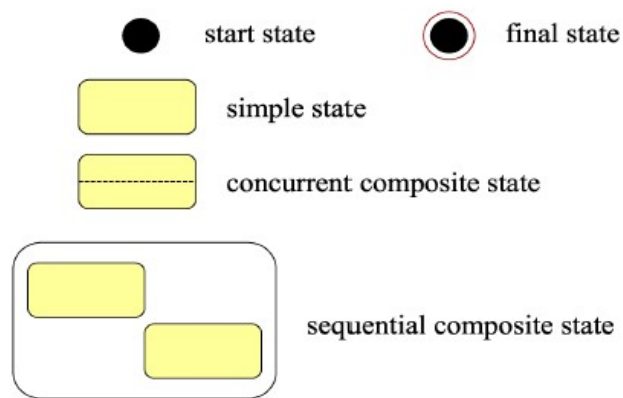 start state
final state
simple state
concurrent composite state
sequential composite state